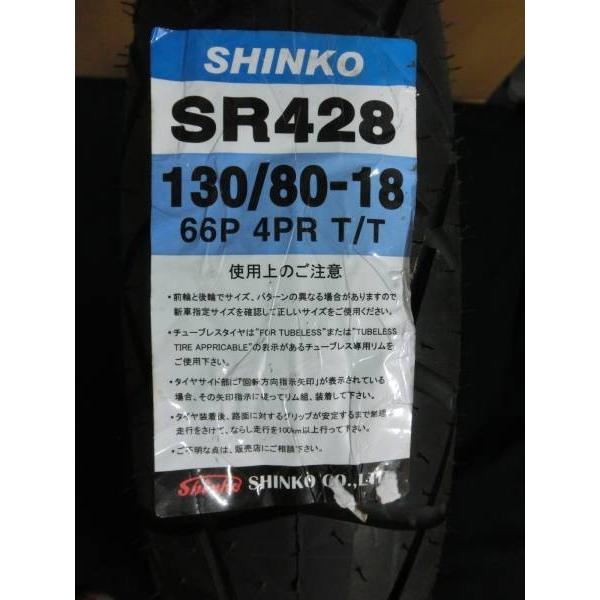 SHINKO
SR428
130/80-18
66P 4PR T/T
使用上のご注意
・前輪と後輪でサイズ、パターンの異なる場合がありますので
新車指定サイズを確認して正しいサイズをご使用ください。
・チューブレスタイヤは"FOR TUBELESS"または"TUBELESS
TIRE APPRICABLE"の表示があるチューブレス専用リムを
ご使用下さい。
・タイヤサイド部に「回転方向指示矢印」が表示されている
場合、その矢印指示に従ってリム組、装着して下さい。
・タイヤ装着後、路面に対するグリップが安定するまで
走行をさけて、ならし走行を100km以上行って下さい。
・ご不明な点は、販売店にご相談下さい。
Shinko SHINKO CO.,